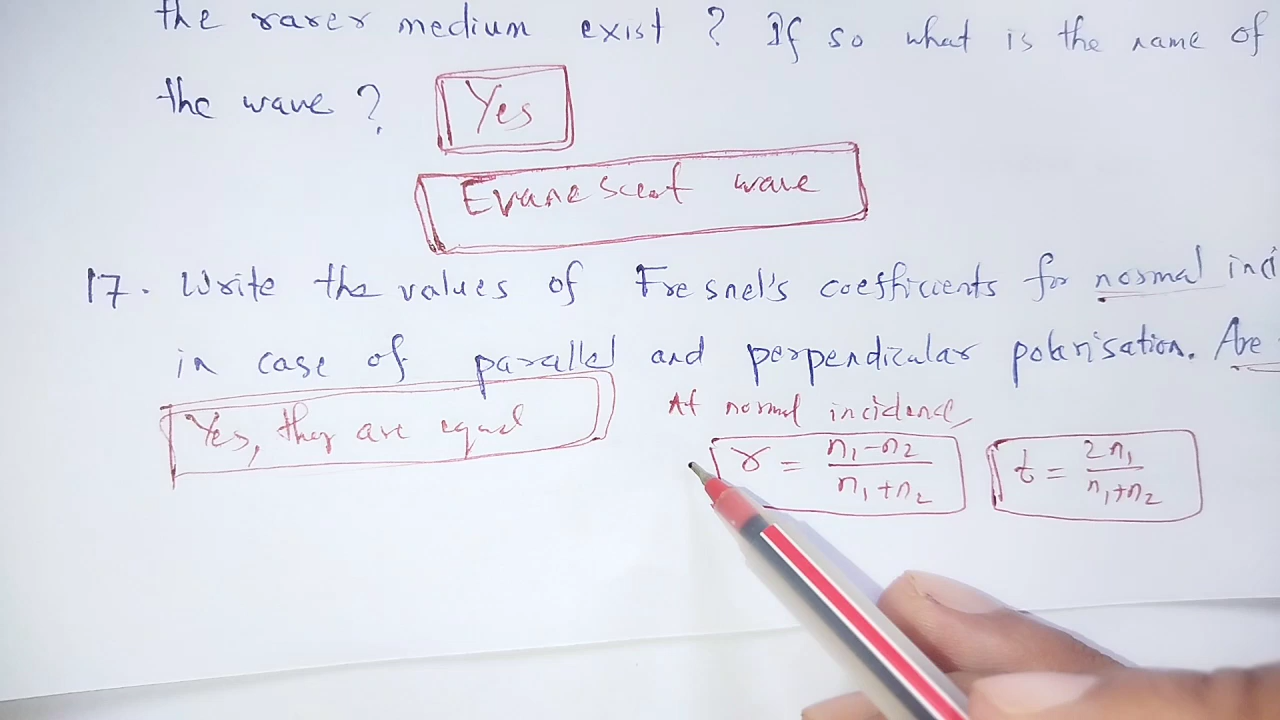 the rarer medium exist ? If so what is the name of
the wave ? Yes
Evanescent wave
17. Write the values of Fresnel's coefficients for normal inci
in case of parallel and perpendicular polarisation. Are
Yes, they are equal
At normal incidence,
r = (n₁-n₂)/(n₁+n₂) t = 2n₁/(n₁+n₂)